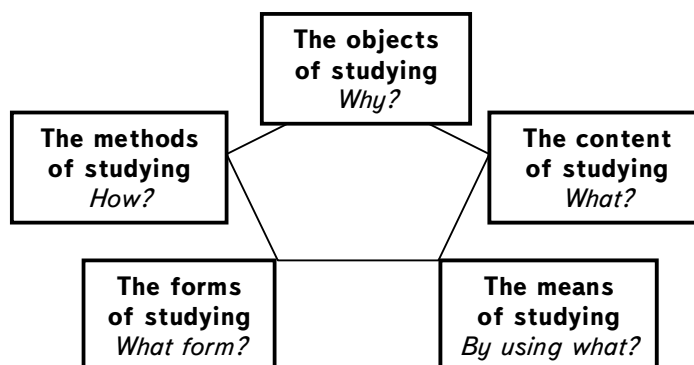 The objects
of studying
Why?
The methods
of studying
How?
The content
of studying
What?
The forms
of studying
What form?
The means
of studying
By using what?